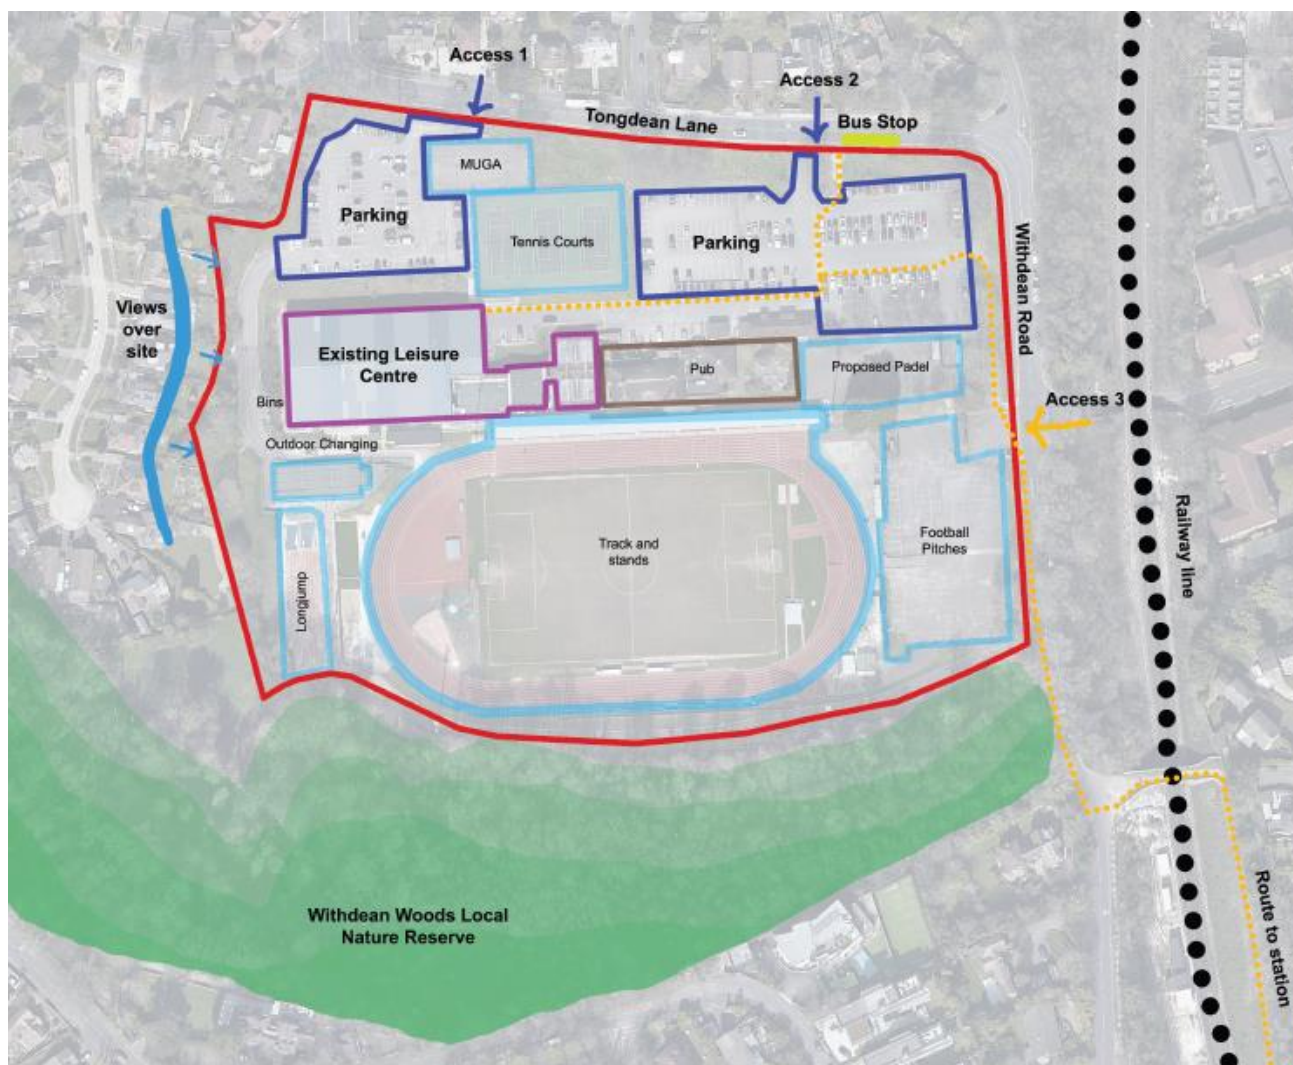 Access 1
Access 2
Tongdean Lane
Bus Stop
MUGA
Parking
Tennis Courts
Parking
Withdean Road
Views
over
site
Existing Leisure
Centre
Pub
Proposed Padel
Bins
Access 3
Outdoor Changing
Railway line
Football
Pitches
Track and
stands
Longjump
Withdean Woods Local
Nature Reserve
Route to station